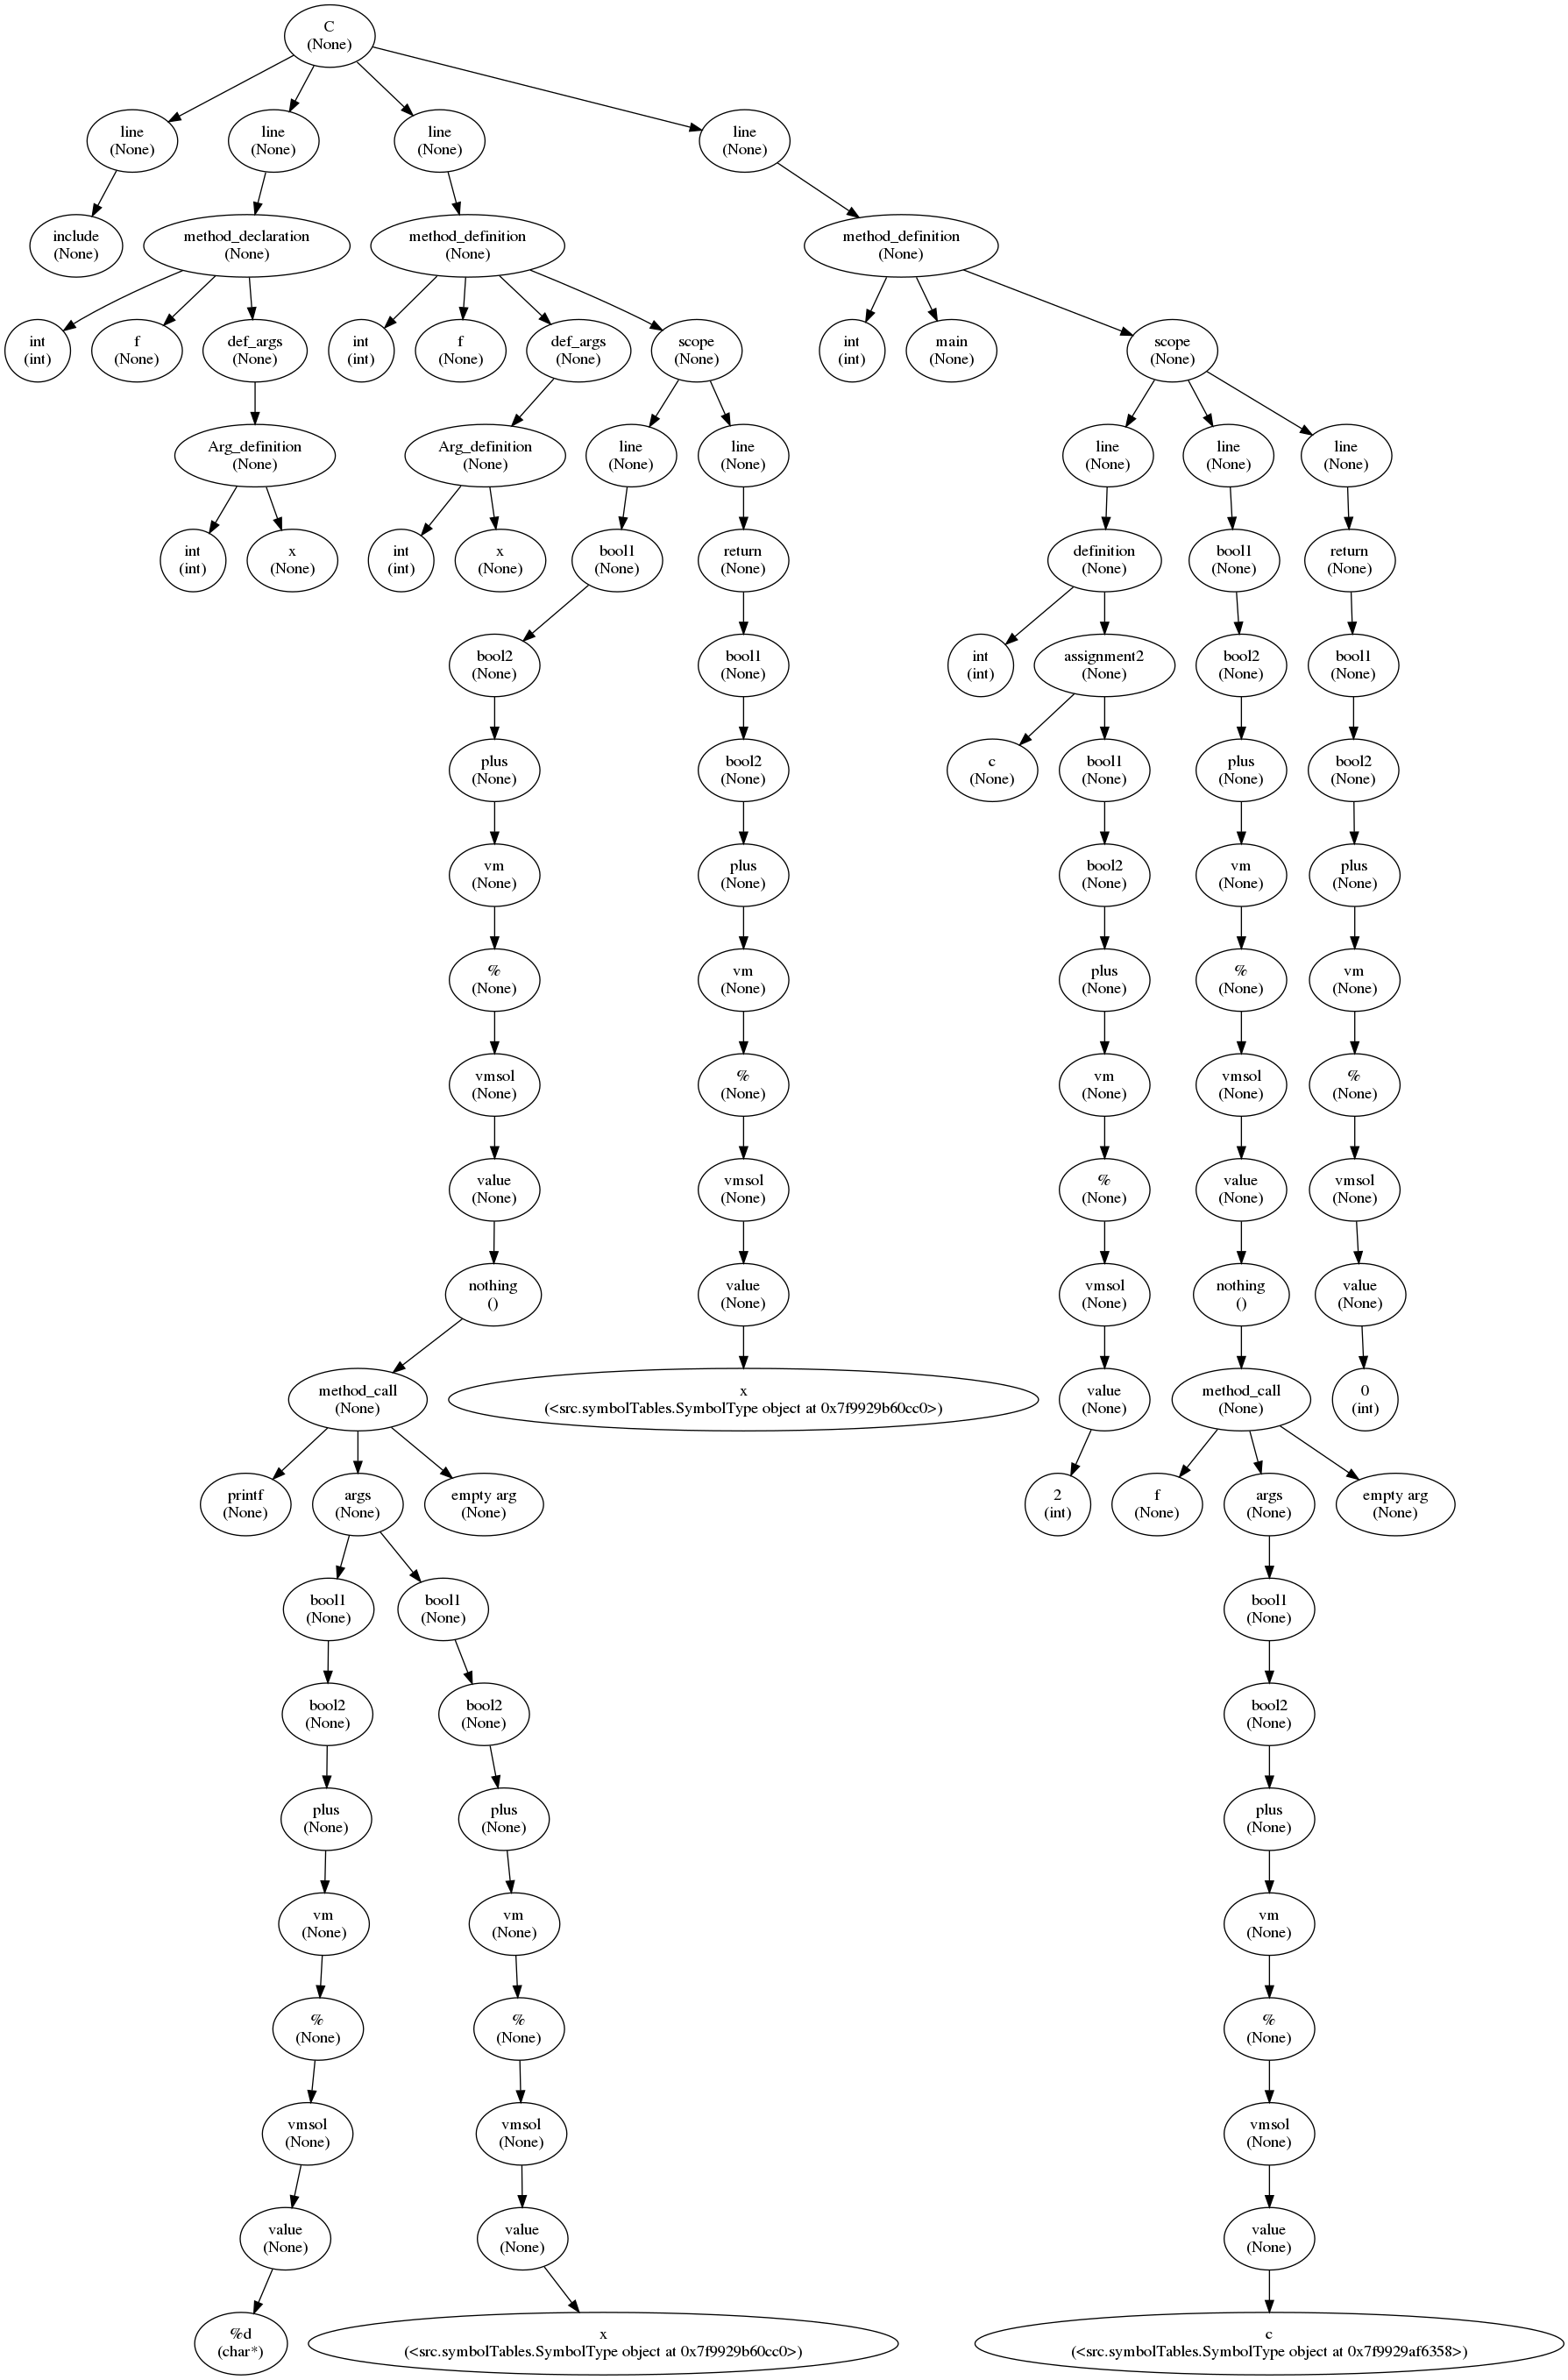 C
(None)
line line line line
(None) (None) (None) (None)
include method_declaration method_definition method_definition
(None) (None) (None) (None)
int f def_args int f def_args scope int main scope
(int) (None) (None) (int) (None) (None) (None) (int) (None) (None)
Arg_definition Arg_definition line line line line line
(None) (None) (None) (None) (None) (None) (None)
int x int x bool1 return definition bool1 return
(int) (None) (int) (None) (None) (None) (None) (None) (None)
bool2 bool1 int assignment2 bool2 bool1
(None) (None) (int) (None) (None) (None)
plus bool2 c bool1 plus bool2
(None) (None) (None) (None) (None) (None)
vm plus bool2 vm plus
(None) (None) (None) (None) (None)
% vm plus % vm
(None) (None) (None) (None) (None)
vmsol % vm vmsol %
(None) (None) (None) (None) (None)
value vmsol % value vmsol
(None) (None) (None) (None) (None)
nothing value vmsol nothing value
() (None) (None) () (None)
method_call x value method_call 0
(None) (<src.symbolTables.SymbolType object at 0x7f9929b60cc0>) (None) (None) (int)
printf args empty arg 2 f args empty arg
(None) (None) (None) (int) (None) (None) (None)
bool1 bool1 bool1
(None) (None) (None)
bool2 bool2 bool2
(None) (None) (None)
plus plus plus
(None) (None) (None)
vm vm vm
(None) (None) (None)
% % %
(None) (None) (None)
vmsol vmsol vmsol
(None) (None) (None)
value value value
(None) (None) (None)
%d x c
(char*) (<src.symbolTables.SymbolType object at 0x7f9929b60cc0>) (<src.symbolTables.SymbolType object at 0x7f9929af6358>)